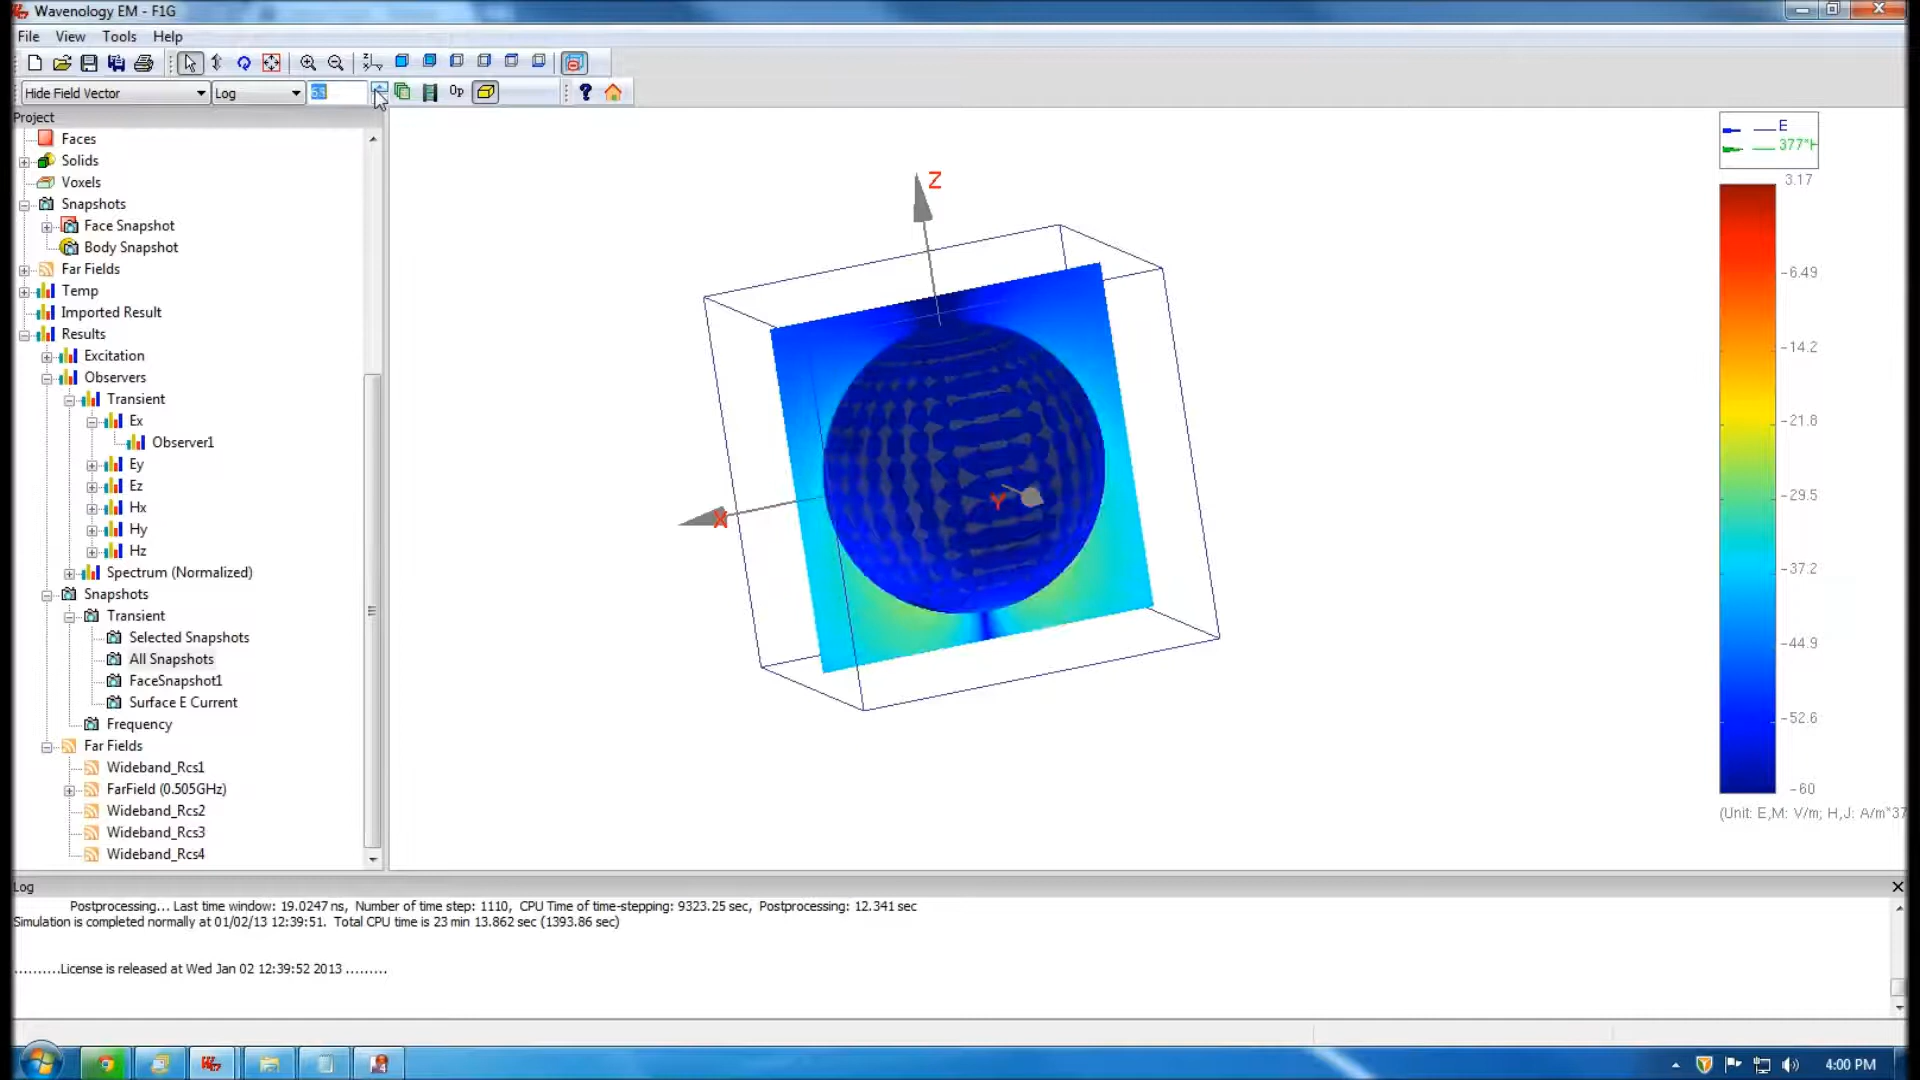 Wavenology EM - F1G
File View Tools Help
Hide Field Vector Log 0p ?
Project
Faces
Solids
Voxels
Snapshots
Face Snapshot
Body Snapshot
Far Fields
Temp
Imported Result
Results
Excitation
Observers
Transient
Ex
Observer1
Ey
Ez
Hx
Hy
Hz
Spectrum (Normalized)
Snapshots
Transient
Selected Snapshots
All Snapshots
FaceSnapshot1
Surface E Current
Frequency
Far Fields
Wideband_Rcs1
FarField (0.505GHz)
Wideband_Rcs2
Wideband_Rcs3
Wideband_Rcs4
Z
X
Y
E
377*H
3.17
-6.49
-14.2
-21.8
-29.5
-37.2
-44.9
-52.6
-60
(Unit: E,M: V/m; H,J: A/m*37
Log
Postprocessing... Last time window: 19.0247 ns, Number of time step: 1110, CPU Time of time-stepping: 9323.25 sec, Postprocessing: 12.341 sec
Simulation is completed normally at 01/02/13 12:39:51. Total CPU time is 23 min 13.862 sec (1393.86 sec)
..........License is released at Wed Jan 02 12:39:52 2013 .........
4:00 PM